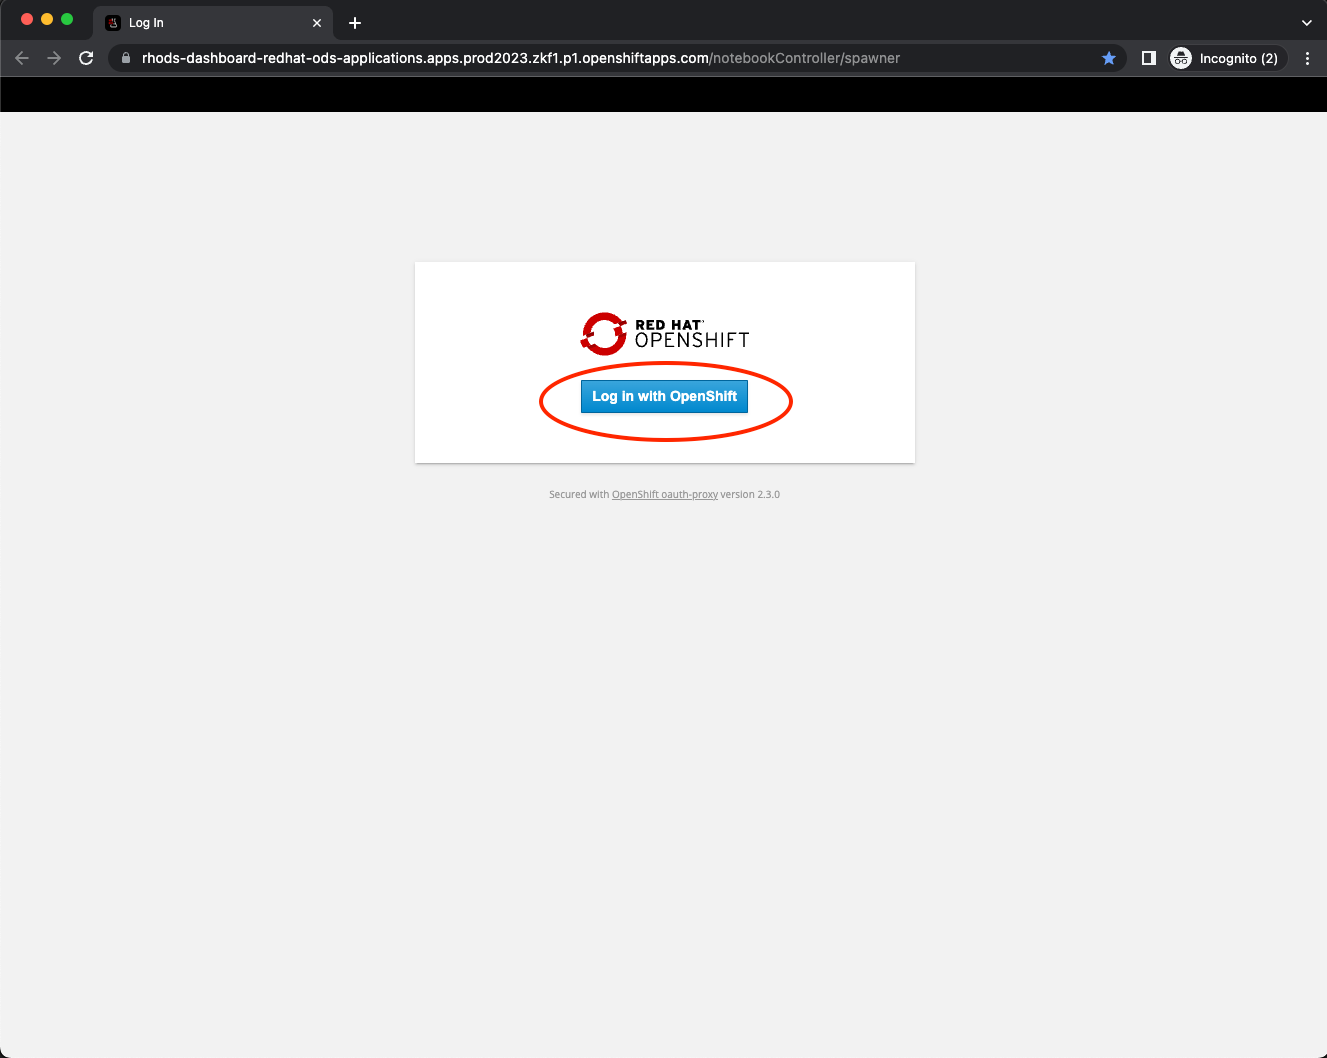 Log In
rhods-dashboard-redhat-ods-applications.apps.prod2023.zkf1.p1.openshiftapps.com/notebookController/spawner
Incognito (2)
RED HAT
OPENSHIFT
Log in with OpenShift
Secured with OpenShift oauth-proxy version 2.3.0